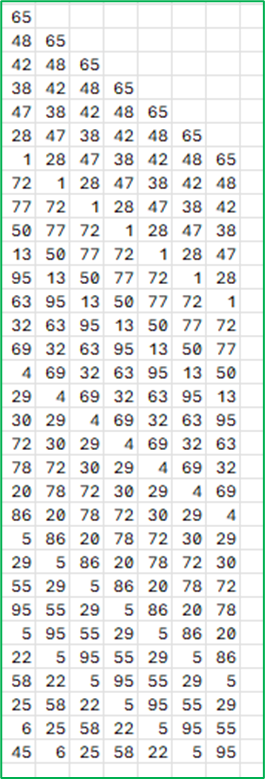 65
48 65
42 48 65
38 42 48 65
47 38 42 48 65
28 47 38 42 48 65
1 28 47 38 42 48 65
72 1 28 47 38 42 48
77 72 1 28 47 38 42
50 77 72 1 28 47 38
13 50 77 72 1 28 47
95 13 50 77 72 1 28
63 95 13 50 77 72 1
32 63 95 13 50 77 72
69 32 63 95 13 50 77
4 69 32 63 95 13 50
29 4 69 32 63 95 13
30 29 4 69 32 63 95
72 30 29 4 69 32 63
78 72 30 29 4 69 32
20 78 72 30 29 4 69
86 20 78 72 30 29 4
5 86 20 78 72 30 29
29 5 86 20 78 72 30
55 29 5 86 20 78 72
95 55 29 5 86 20 78
5 95 55 29 5 86 20
22 5 95 55 29 5 86
58 22 5 95 55 29 5
25 58 22 5 95 55 29
6 25 58 22 5 95 55
45 6 25 58 22 5 95